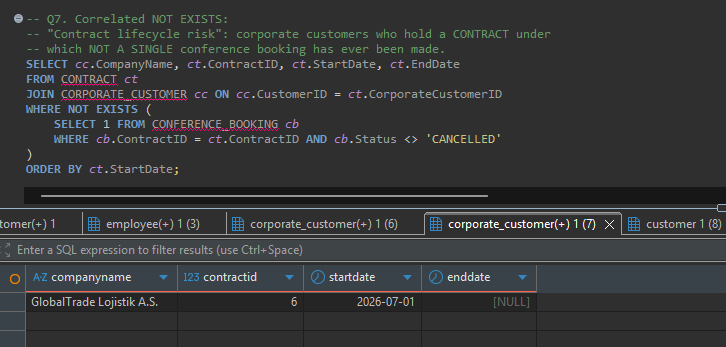 -- Q7. Correlated NOT EXISTS:
-- "Contract lifecycle risk": corporate customers who hold a CONTRACT under
-- which NOT A SINGLE conference booking has ever been made.
SELECT cc.CompanyName, ct.ContractID, ct.StartDate, ct.EndDate
FROM CONTRACT ct
JOIN CORPORATE_CUSTOMER cc ON cc.CustomerID = ct.CorporateCustomerID
WHERE NOT EXISTS (
    SELECT 1 FROM CONFERENCE_BOOKING cb
    WHERE cb.ContractID = ct.ContractID AND cb.Status <> 'CANCELLED'
)
ORDER BY ct.StartDate;
tomer(+) 1 employee(+) 1 (3) corporate_customer(+) 1 (6) corporate_customer(+) 1 (7) customer 1 (8)
Enter a SQL expression to filter results (use Ctrl+Space)
A-Z companyname 123 contractid startdate enddate
GlobalTrade Lojistik A.S. 6 2026-07-01 [NULL]